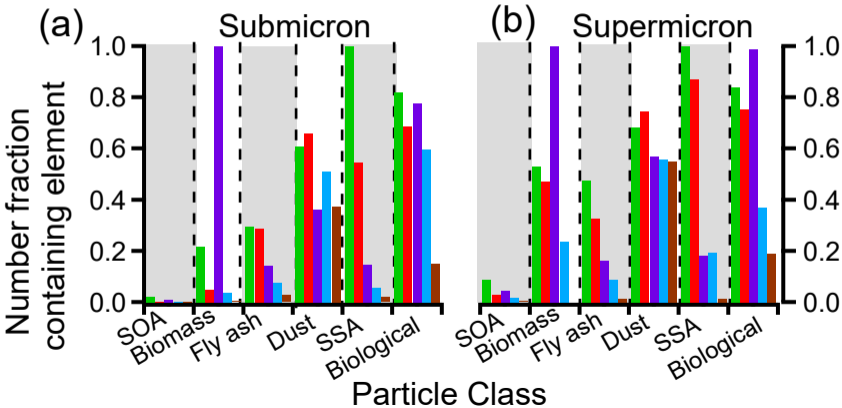 (a)
Submicron
(b)
Supermicron
Number fraction
containing element
1.0
0.8
0.6
0.4
0.2
0.0
1.0
0.8
0.6
0.4
0.2
0.0
SOA
Biomass
Fly ash
Dust
SSA
Biological
SOA
Biomass
Fly ash
Dust
SSA
Biological
Particle Class